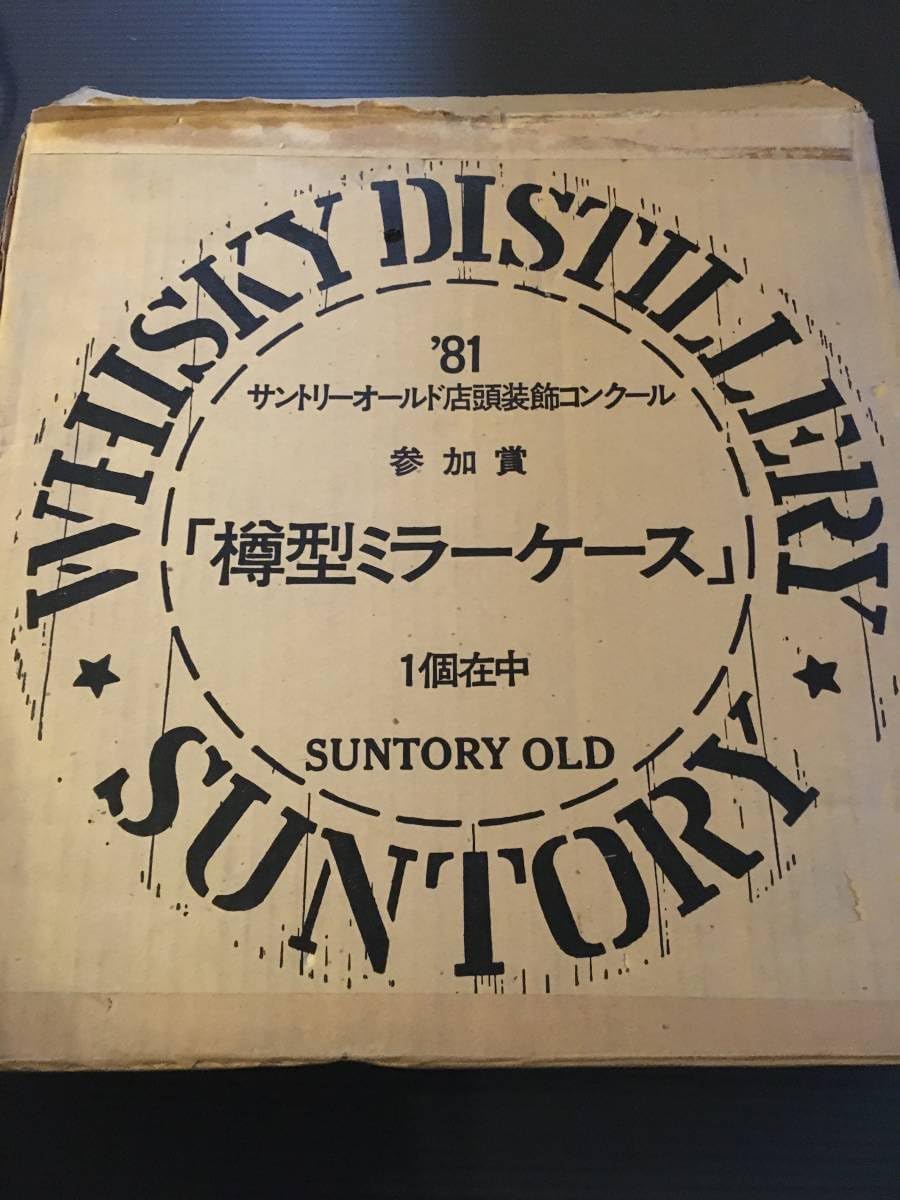 WHISKY DISTILLERY
'81
サントリーオールド店頭装飾コンクール
参加賞
「樽型ミラーケース」
1個在中
SUNTORY OLD
SUNTORY